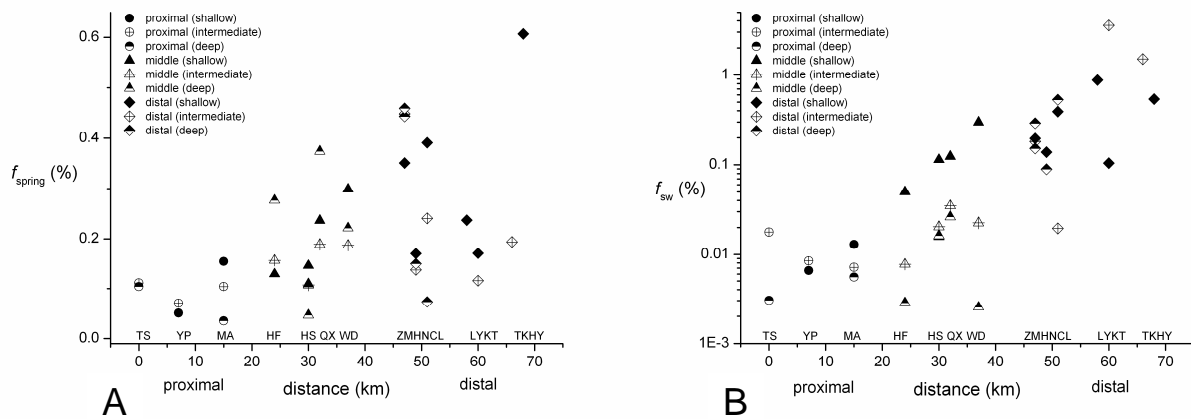 proximal (shallow)
proximal (intermediate)
proximal (deep)
middle (shallow)
middle (intermediate)
middle (deep)
distal (shallow)
distal (intermediate)
distal (deep)
0.6
0.4
0.2
0.0
fspring (%)
TS YP MA HF HS QX WD ZMHNCL LYKT TKHY
0 10 20 30 40 50 60 70
proximal distance (km) distal
A
proximal (shallow)
proximal (intermediate)
proximal (deep)
middle (shallow)
middle (intermediate)
middle (deep)
distal (shallow)
distal (intermediate)
distal (deep)
1
0.1
0.01
1E-3
fsw (%)
TS YP MA HF HS QX WD ZMHNCL LYKT TKHY
0 10 20 30 40 50 60 70
proximal distance (km) distal
B